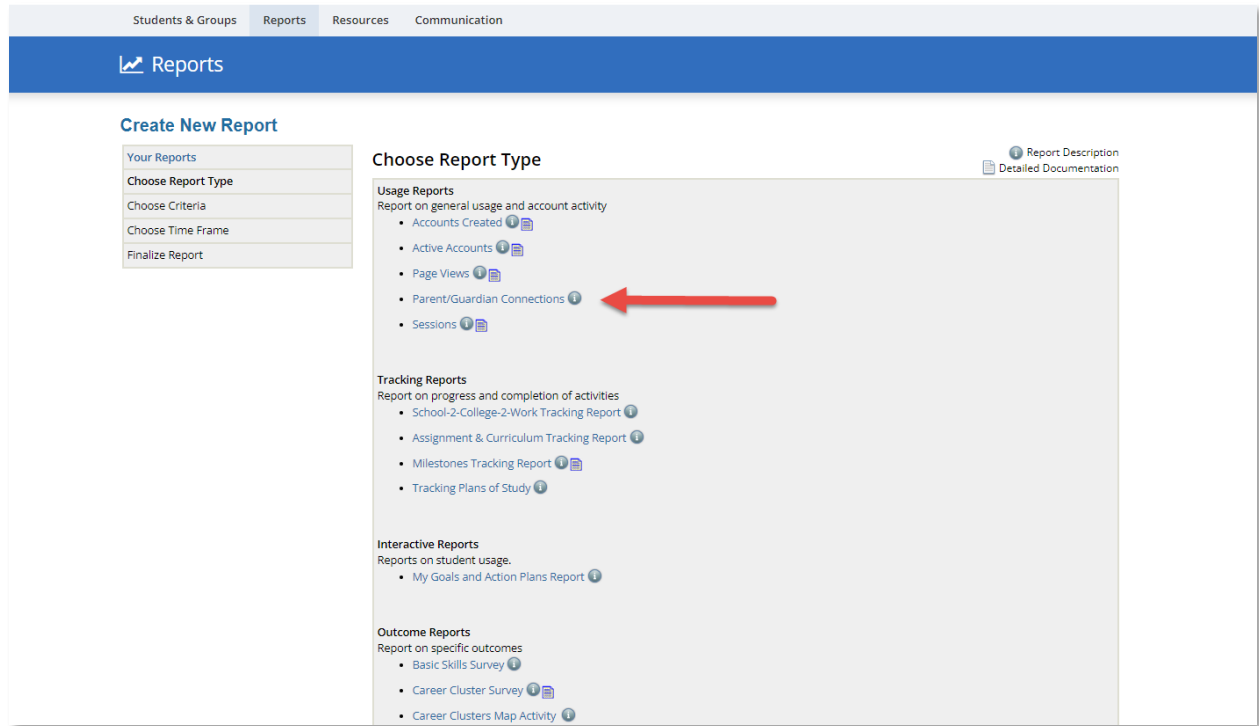 Students & Groups Reports Resources Communication
Reports
Create New Report
Your Reports
Choose Report Type
Choose Criteria
Choose Time Frame
Finalize Report
Choose Report Type
Report Description
Detailed Documentation
Usage Reports
Report on general usage and account activity
• Accounts Created
• Active Accounts
• Page Views
• Parent/Guardian Connections
• Sessions
Tracking Reports
Report on progress and completion of activities
• School-2-College-2-Work Tracking Report
• Assignment & Curriculum Tracking Report
• Milestones Tracking Report
• Tracking Plans of Study
Interactive Reports
Reports on student usage.
• My Goals and Action Plans Report
Outcome Reports
Report on specific outcomes
• Basic Skills Survey
• Career Cluster Survey
• Career Clusters Map Activity